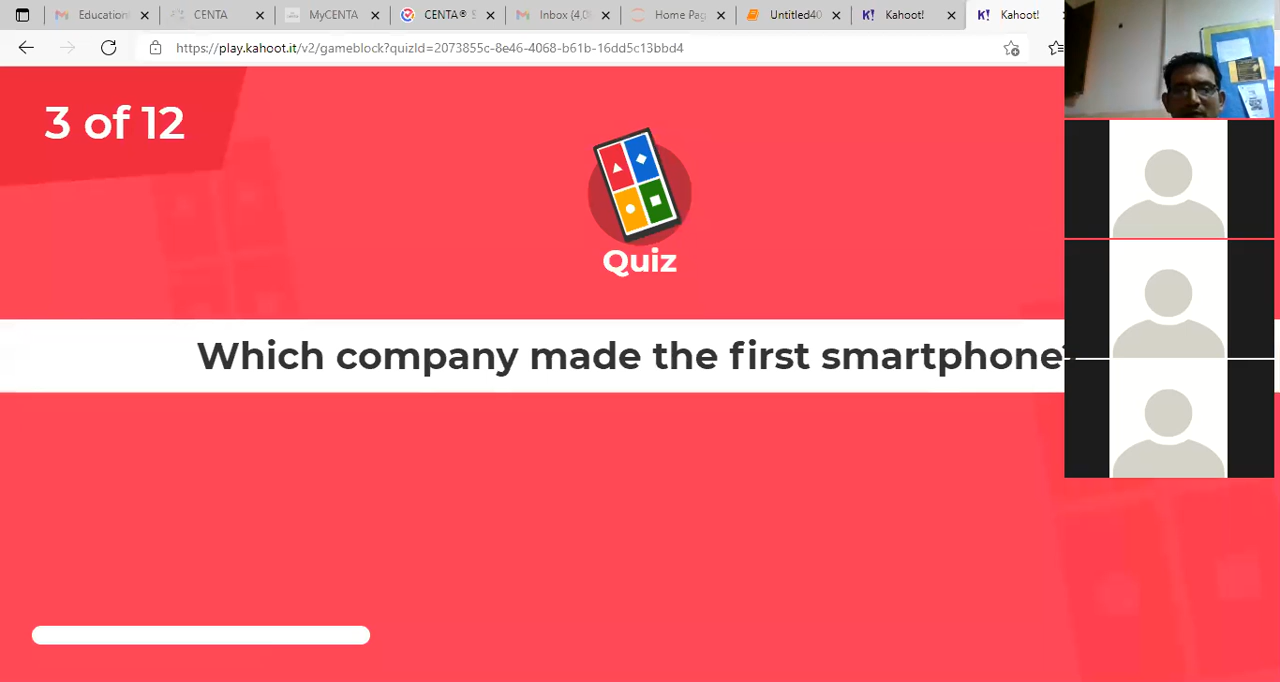 Education
CENTA
MyCENTA
CENTA® S
Inbox (4,0
Home Pag
Untitled40
Kahoot!
Kahoot!
https://play.kahoot.it/v2/gameblock?quizId=2073855c-8e46-4068-b61b-16dd5c13bbd4
3 of 12
Quiz
Which company made the first smartphone?